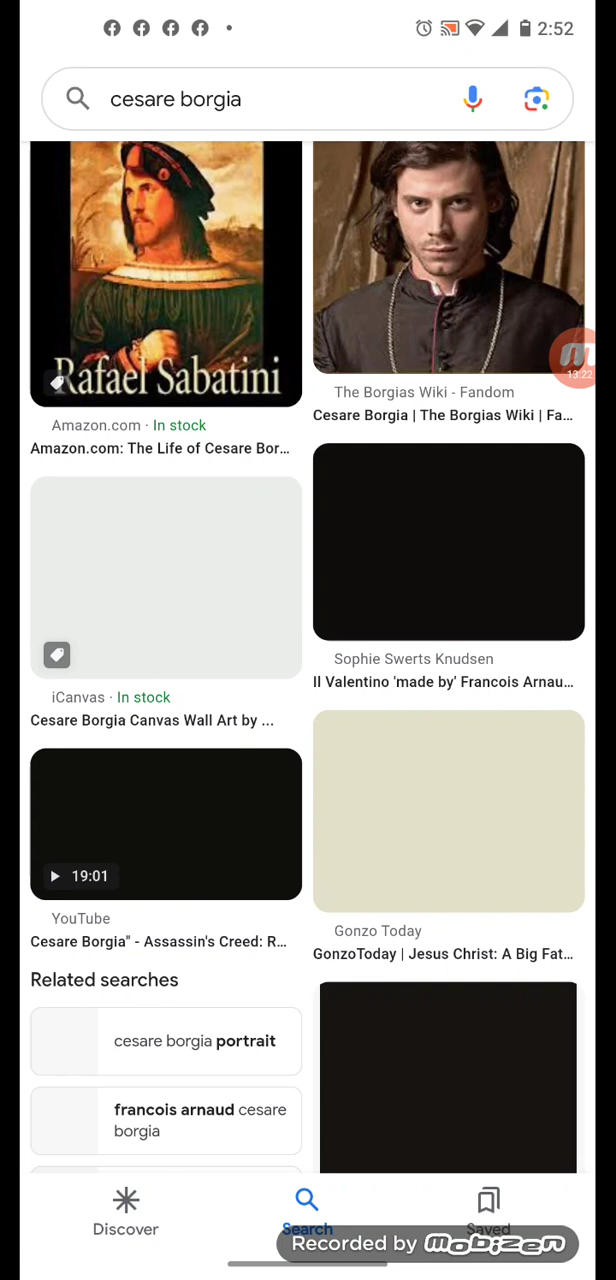 2:52
cesare borgia
Rafael Sabatini
Amazon.com · In stock
Amazon.com: The Life of Cesare Bor...
The Borgias Wiki - Fandom
Cesare Borgia | The Borgias Wiki | Fa...
13:22
iCanvas · In stock
Cesare Borgia Canvas Wall Art by ...
Sophie Swerts Knudsen
Il Valentino 'made by' Francois Arnau...
19:01
YouTube
Cesare Borgia" - Assassin's Creed: R...
Gonzo Today
GonzoToday | Jesus Christ: A Big Fat...
Related searches
cesare borgia portrait
francois arnaud cesare
borgia
Discover
Search
Saved
Recorded by mobizen